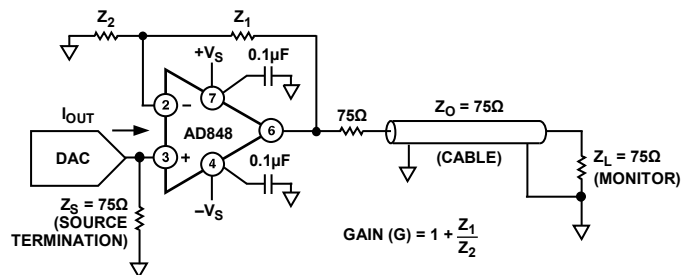 Z2
Z1
+VS
0.1µF
IOUT
2
–
7
AD848
6
75Ω
ZO = 75Ω
(CABLE)
DAC
3
+
4
0.1µF
–VS
ZS = 75Ω
(SOURCE
TERMINATION)
ZL = 75Ω
(MONITOR)
GAIN (G) = 1 + Z1/Z2